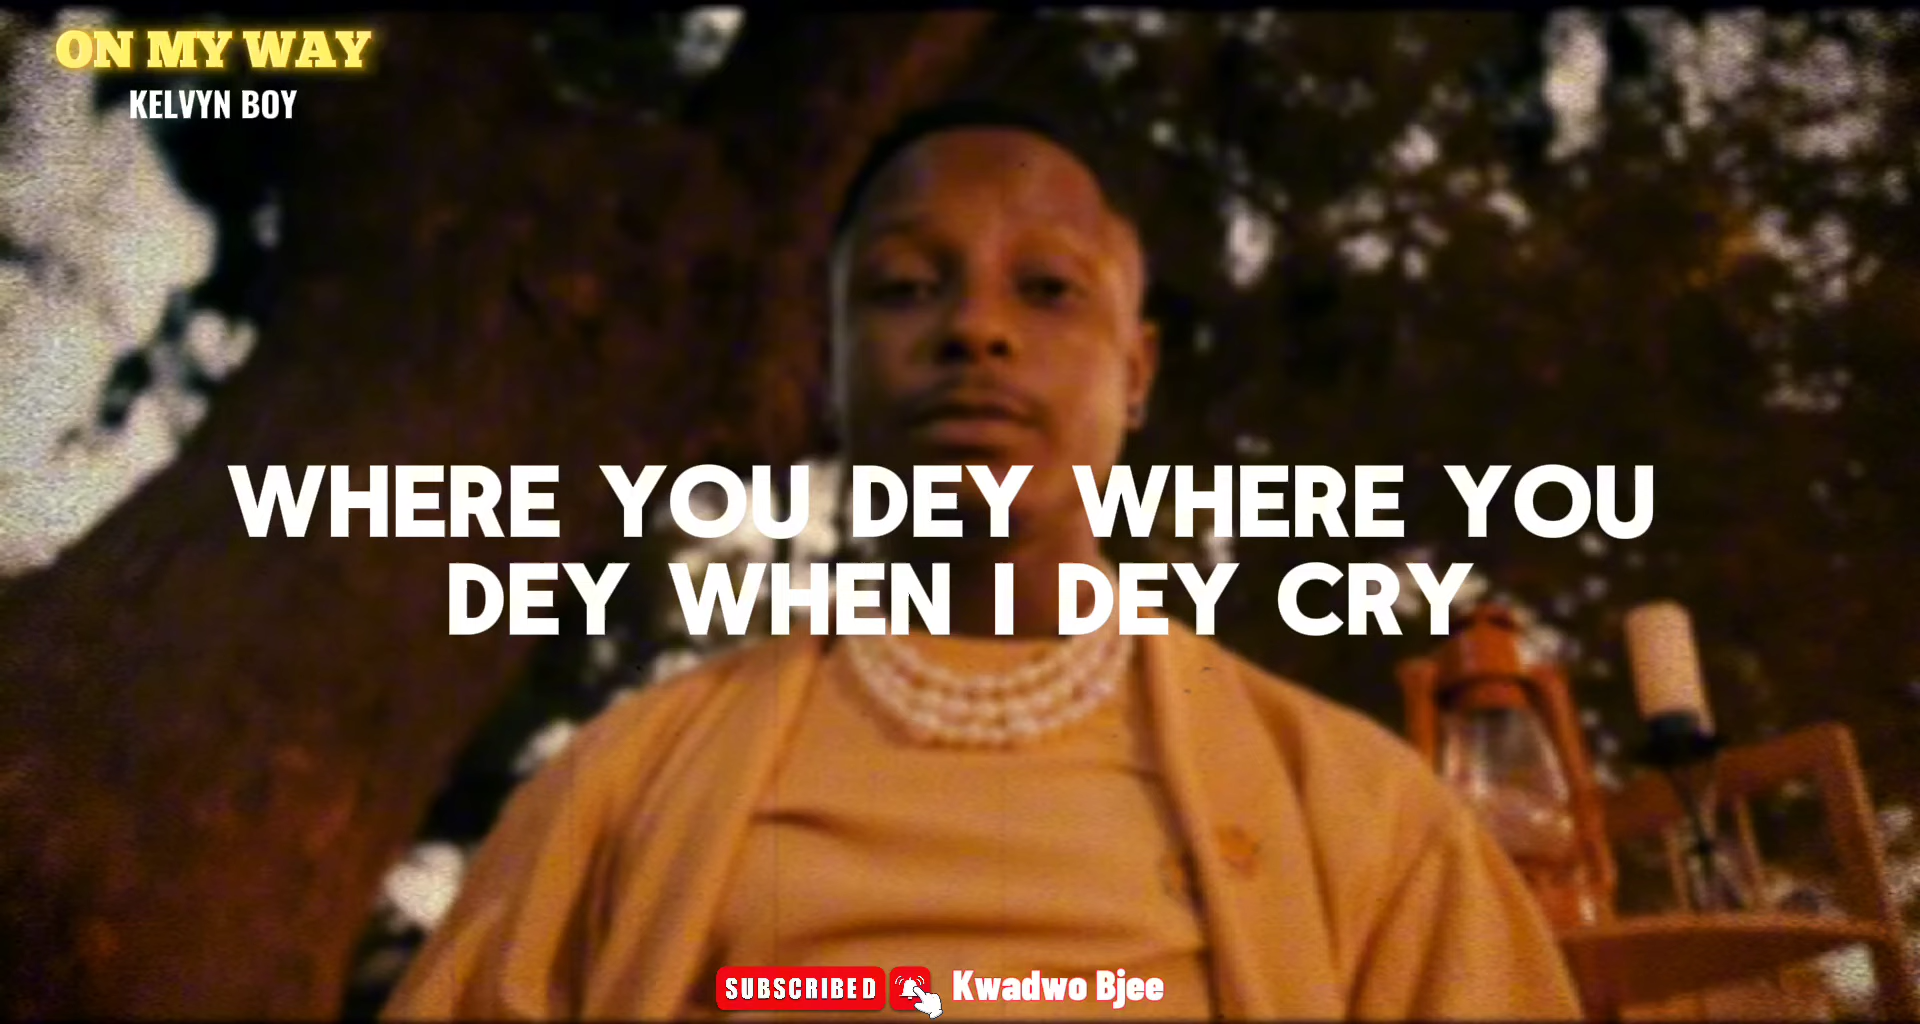 ON MY WAY
KELVYN BOY
WHERE YOU DEY WHERE YOU
DEY WHEN I DEY CRY
SUBSCRIBED Kwadwo Bjee